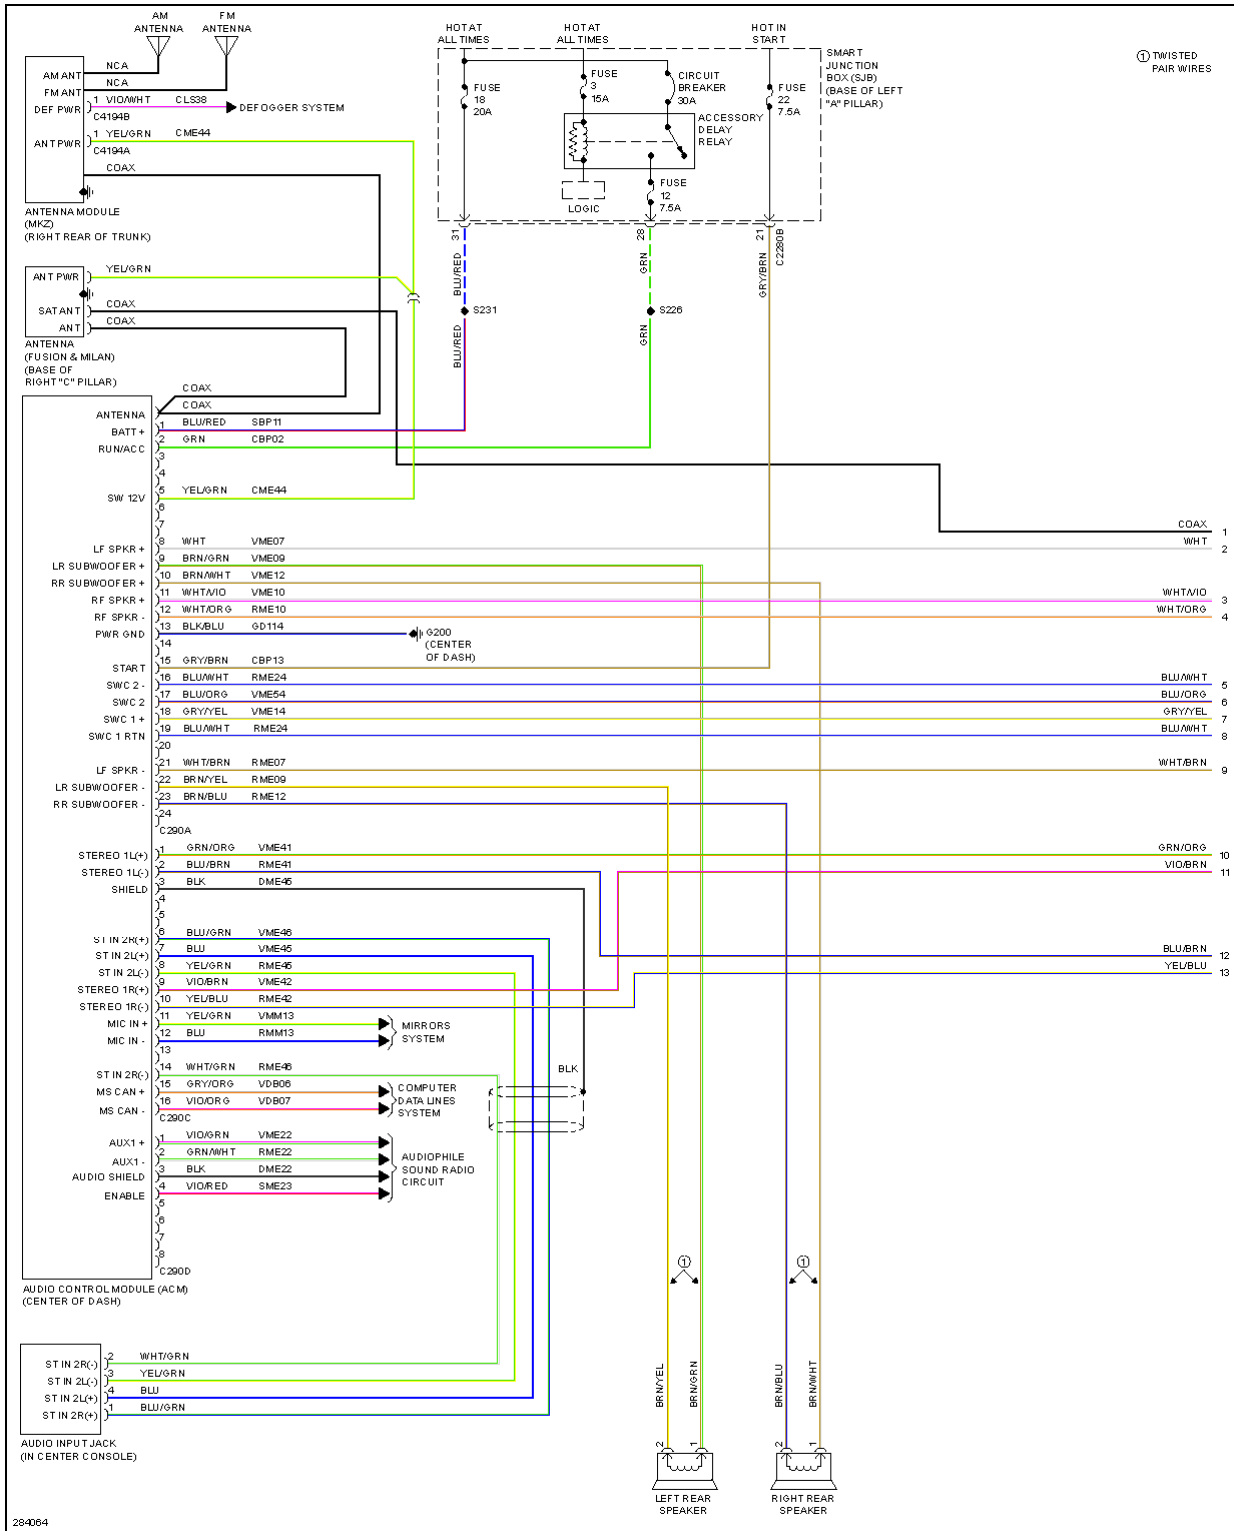 AM
ANTENNA
FM
ANTENNA
NCA
AM ANT
NCA
FM ANT
1 VIO/WHT CLS38
DEF PWR
DEFOGGER SYSTEM
C4194B
1 YEL/GRN CME44
ANT PWR
C4194A
COAX
ANTENNA MODULE
(MKZ)
(RIGHT REAR OF TRUNK)
HOT AT
ALL TIMES
HOT AT
ALL TIMES
HOT IN
START
FUSE
18
20A
FUSE
3
15A
CIRCUIT
BREAKER
30A
FUSE
22
7.5A
SMART
JUNCTION
BOX (SJB)
(BASE OF LEFT
"A" PILLAR)
1 TWISTED
PAIR WIRES
ACCESSORY
DELAY
RELAY
LOGIC
FUSE
12
7.5A
31
28
21
C2280B
BLU/RED
GRN
GRY/BRN
S231
S226
BLU/RED
GRN
YEL/GRN
ANT PWR
COAX
SAT ANT
COAX
ANT
ANTENNA
(FUSION & MILAN)
(BASE OF
RIGHT "C" PILLAR)
COAX
COAX
ANTENNA
1 BLU/RED SBP11
BATT +
2 GRN CBP02
RUN/ACC
3
4
5 YEL/GRN CME44
SW 12V
6
7
8 WHT VME07
LF SPKR +
9 BRN/GRN VME09
LR SUBWOOFER +
10 BRN/WHT VME12
RR SUBWOOFER +
11 WHT/VIO VME10
RF SPKR +
12 WHT/ORG RME10
RF SPKR -
13 BLK/BLU GD114
PWR GND
G200
(CENTER
OF DASH)
14
15 GRY/BRN CBP13
START
16 BLU/WHT RME24
SWC 2 -
17 BLU/ORG VME54
SWC 2
18 GRY/YEL VME14
SWC 1 +
19 BLU/WHT RME24
SWC 1 RTN
20
21 WHT/BRN RME07
LF SPKR -
22 BRN/YEL RME09
LR SUBWOOFER -
23 BRN/BLU RME12
RR SUBWOOFER -
24
C290A
COAX 1
WHT 2
WHT/VIO 3
WHT/ORG 4
BLU/WHT 5
BLU/ORG 6
GRY/YEL 7
BLU/WHT 8
WHT/BRN 9
GRN/ORG 10
VIO/BRN 11
BLU/BRN 12
YEL/BLU 13
1 GRN/ORG VME41
STEREO 1L(+)
2 BLU/BRN RME41
STEREO 1L(-)
3 BLK DME45
SHIELD
4
5
6 BLU/GRN VME46
ST IN 2R(+)
7 BLU VME45
ST IN 2L(+)
8 YEL/GRN RME45
ST IN 2L(-)
9 VIO/BRN VME42
STEREO 1R(+)
10 YEL/BLU RME42
STEREO 1R(-)
11 YEL/GRN VMM13
MIC IN +
12 BLU RMM13
MIC IN -
MIRRORS
SYSTEM
13
14 WHT/GRN RME46
ST IN 2R(-)
15 GRY/ORG VDB06
MS CAN +
16 VIO/ORG VDB07
MS CAN -
COMPUTER
DATA LINES
SYSTEM
C290C
BLK
1 VIO/GRN VME22
AUX1 +
2 GRN/WHT RME22
AUX1 -
3 BLK DME22
AUDIO SHIELD
4 VIO/RED SME23
ENABLE
AUDIOPHILE
SOUND RADIO
CIRCUIT
5
6
7
8
C290D
AUDIO CONTROL MODULE (ACM)
(CENTER OF DASH)
1
1
2 WHT/GRN
ST IN 2R(-)
3 YEL/GRN
ST IN 2L(-)
4 BLU
ST IN 2L(+)
1 BLU/GRN
ST IN 2R(+)
AUDIO INPUT JACK
(IN CENTER CONSOLE)
BRN/YEL
BRN/GRN
BRN/BLU
BRN/WHT
2
1
2
1
LEFT REAR
SPEAKER
RIGHT REAR
SPEAKER
284064